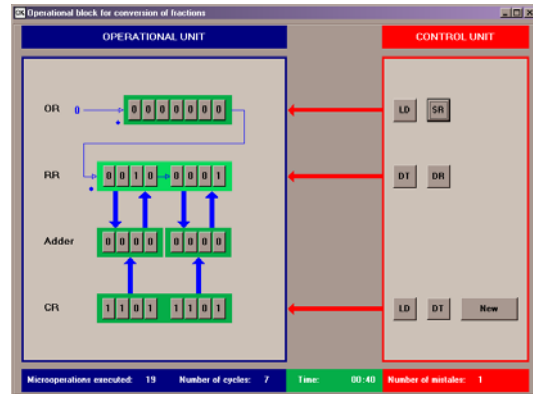 Operational block for conversion of fractions
OPERATIONAL UNIT
CONTROL UNIT
OR 0 0 0 0 0 0 0 0 LD SR
RR 0 0 1 0 0 0 0 1 DT DR
Adder 0 0 0 0 0 0 0 0
CR 1 1 0 1 1 1 0 1 LD DT New
Microoperations executed: 19 Number of cycles: 7 Time: 00:40 Number of mistales: 1